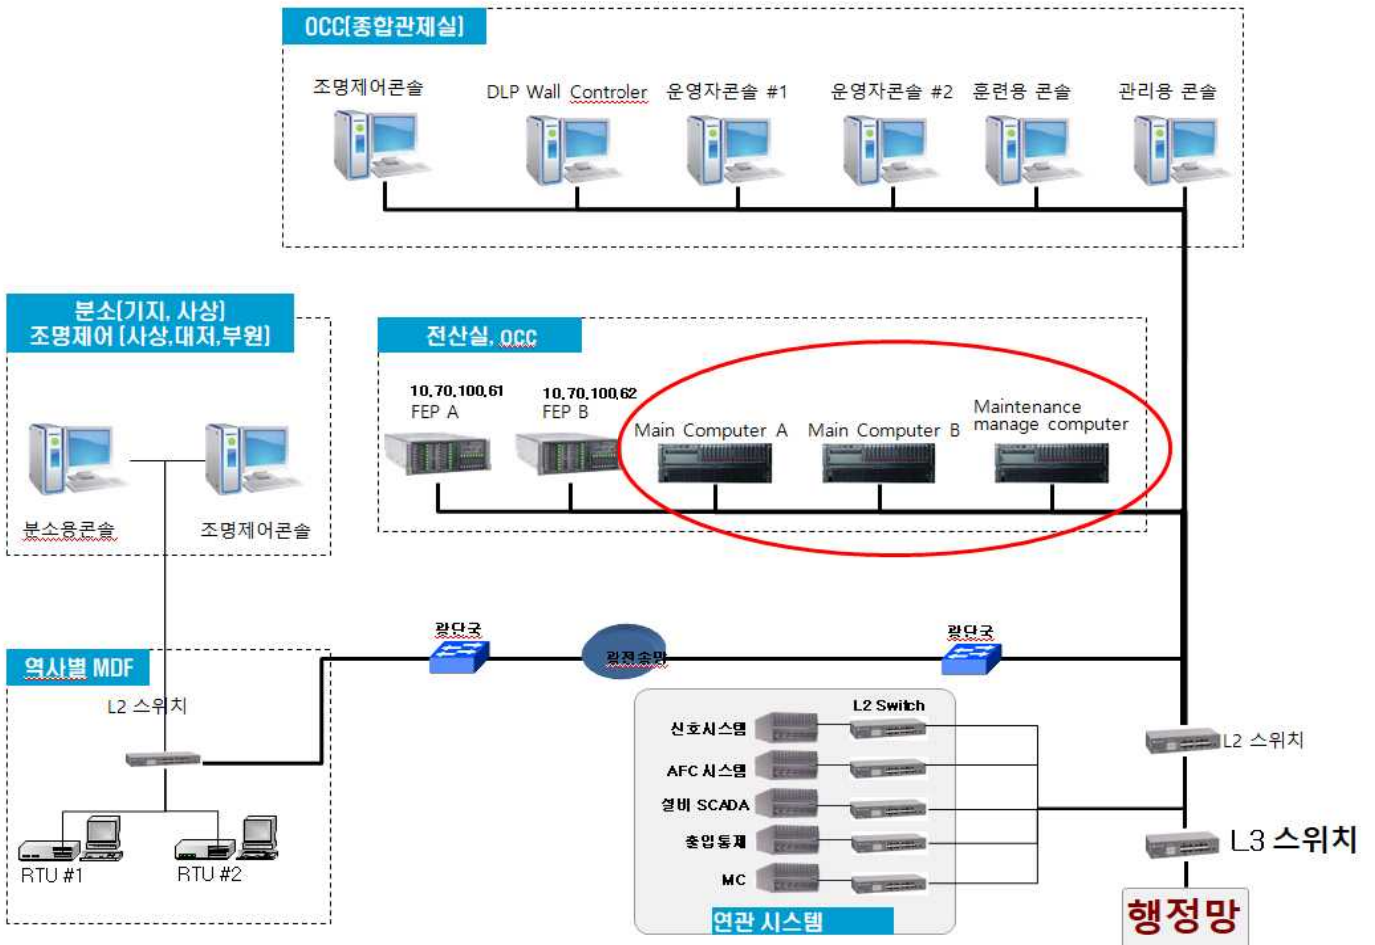 OCC(종합관제실)
조명제어콘솔
DLP Wall Controler
운영자콘솔 #1
운영자콘솔 #2
훈련용 콘솔
관리용 콘솔
분소(기지, 사상)
조명제어 (사상,대저,부원)
분소용콘솔
조명제어콘솔
전산실, OCC
10.70.100.61
FEP A
10.70.100.62
FEP B
Main Computer A
Main Computer B
Maintenance
manage computer
역사별 MDF
L2 스위치
RTU #1
RTU #2
광단국
광전송망
광단국
L2 Switch
신호시스템
AFC 시스템
설비 SCADA
출입통제
MC
연관 시스템
L2 스위치
L3 스위치
행정망